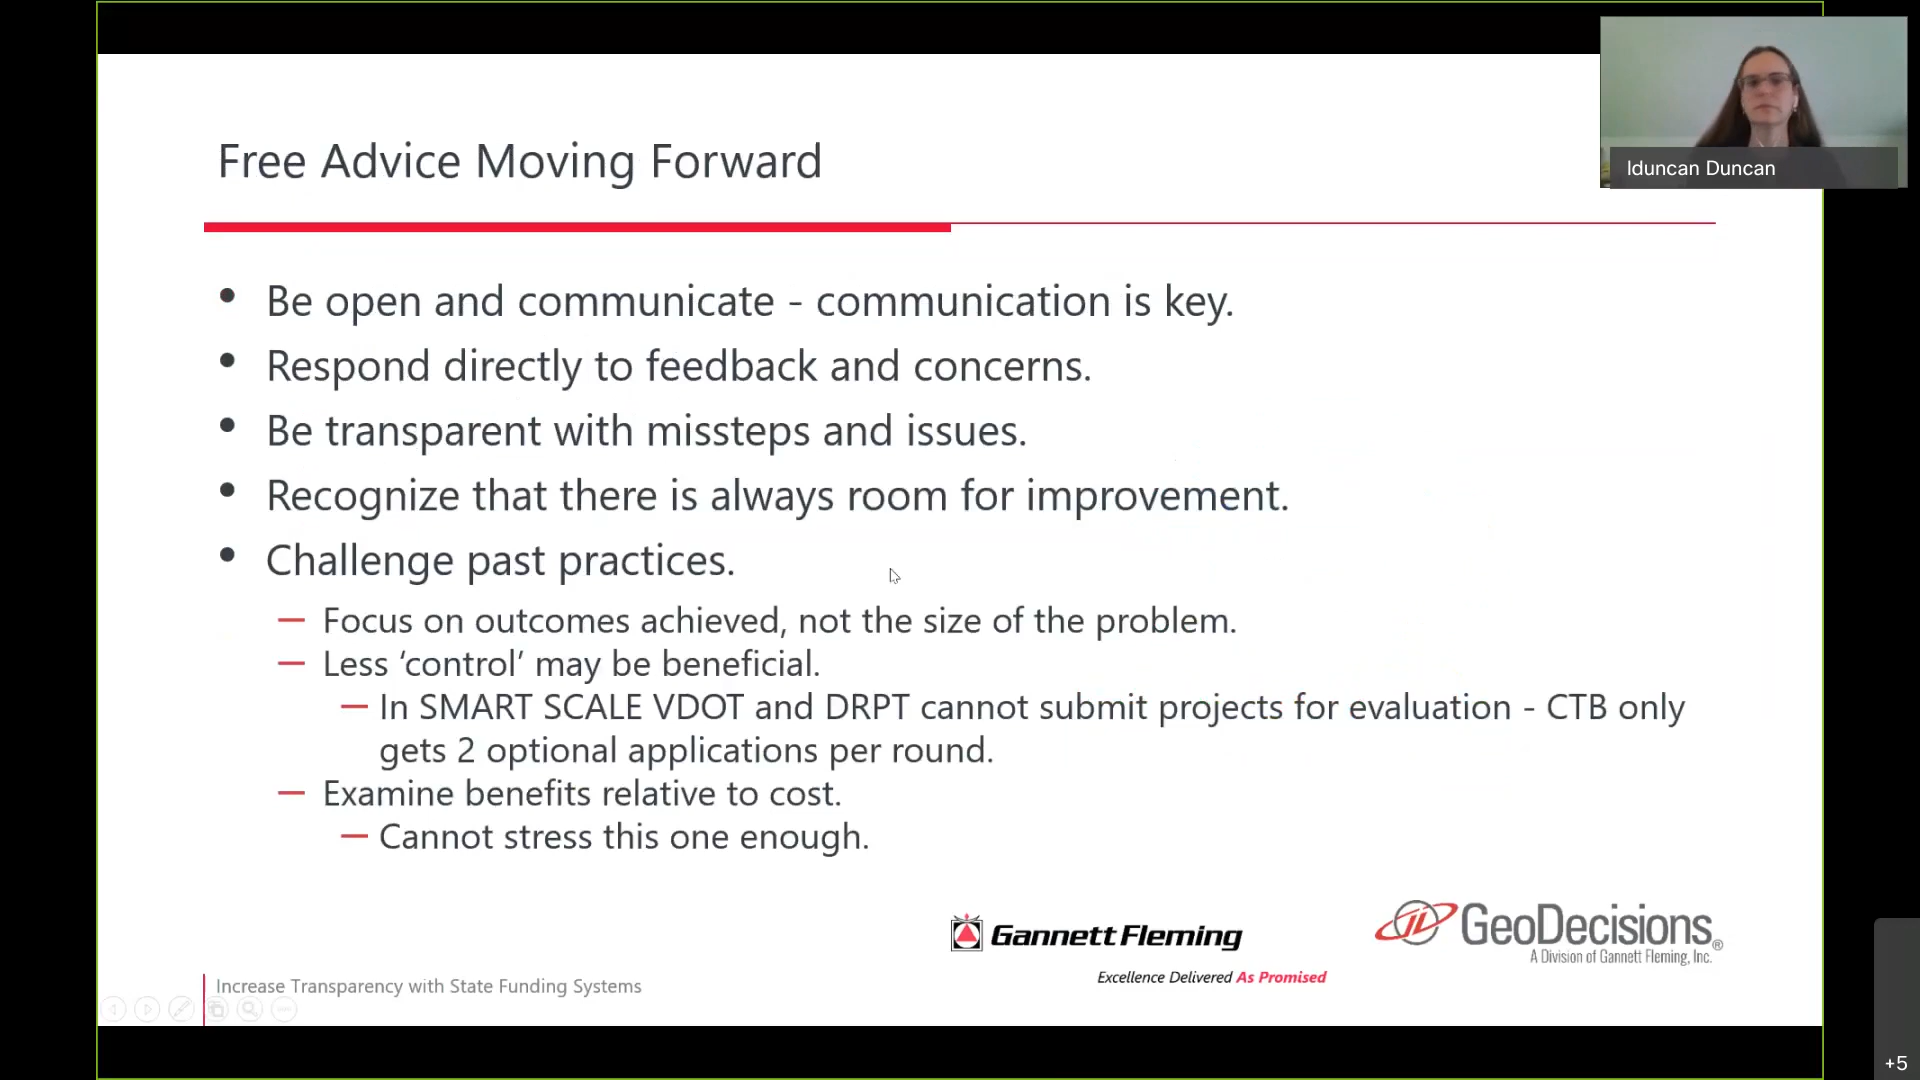 Iduncan Duncan
Free Advice Moving Forward
• Be open and communicate - communication is key.
• Respond directly to feedback and concerns.
• Be transparent with missteps and issues.
• Recognize that there is always room for improvement.
• Challenge past practices.
— Focus on outcomes achieved, not the size of the problem.
— Less ‘control’ may be beneficial.
— In SMART SCALE VDOT and DRPT cannot submit projects for evaluation - CTB only
gets 2 optional applications per round.
— Examine benefits relative to cost.
— Cannot stress this one enough.
Gannett Fleming
Excellence Delivered As Promised
GeoDecisions®
A Division of Gannett Fleming, Inc.
Increase Transparency with State Funding Systems
+5